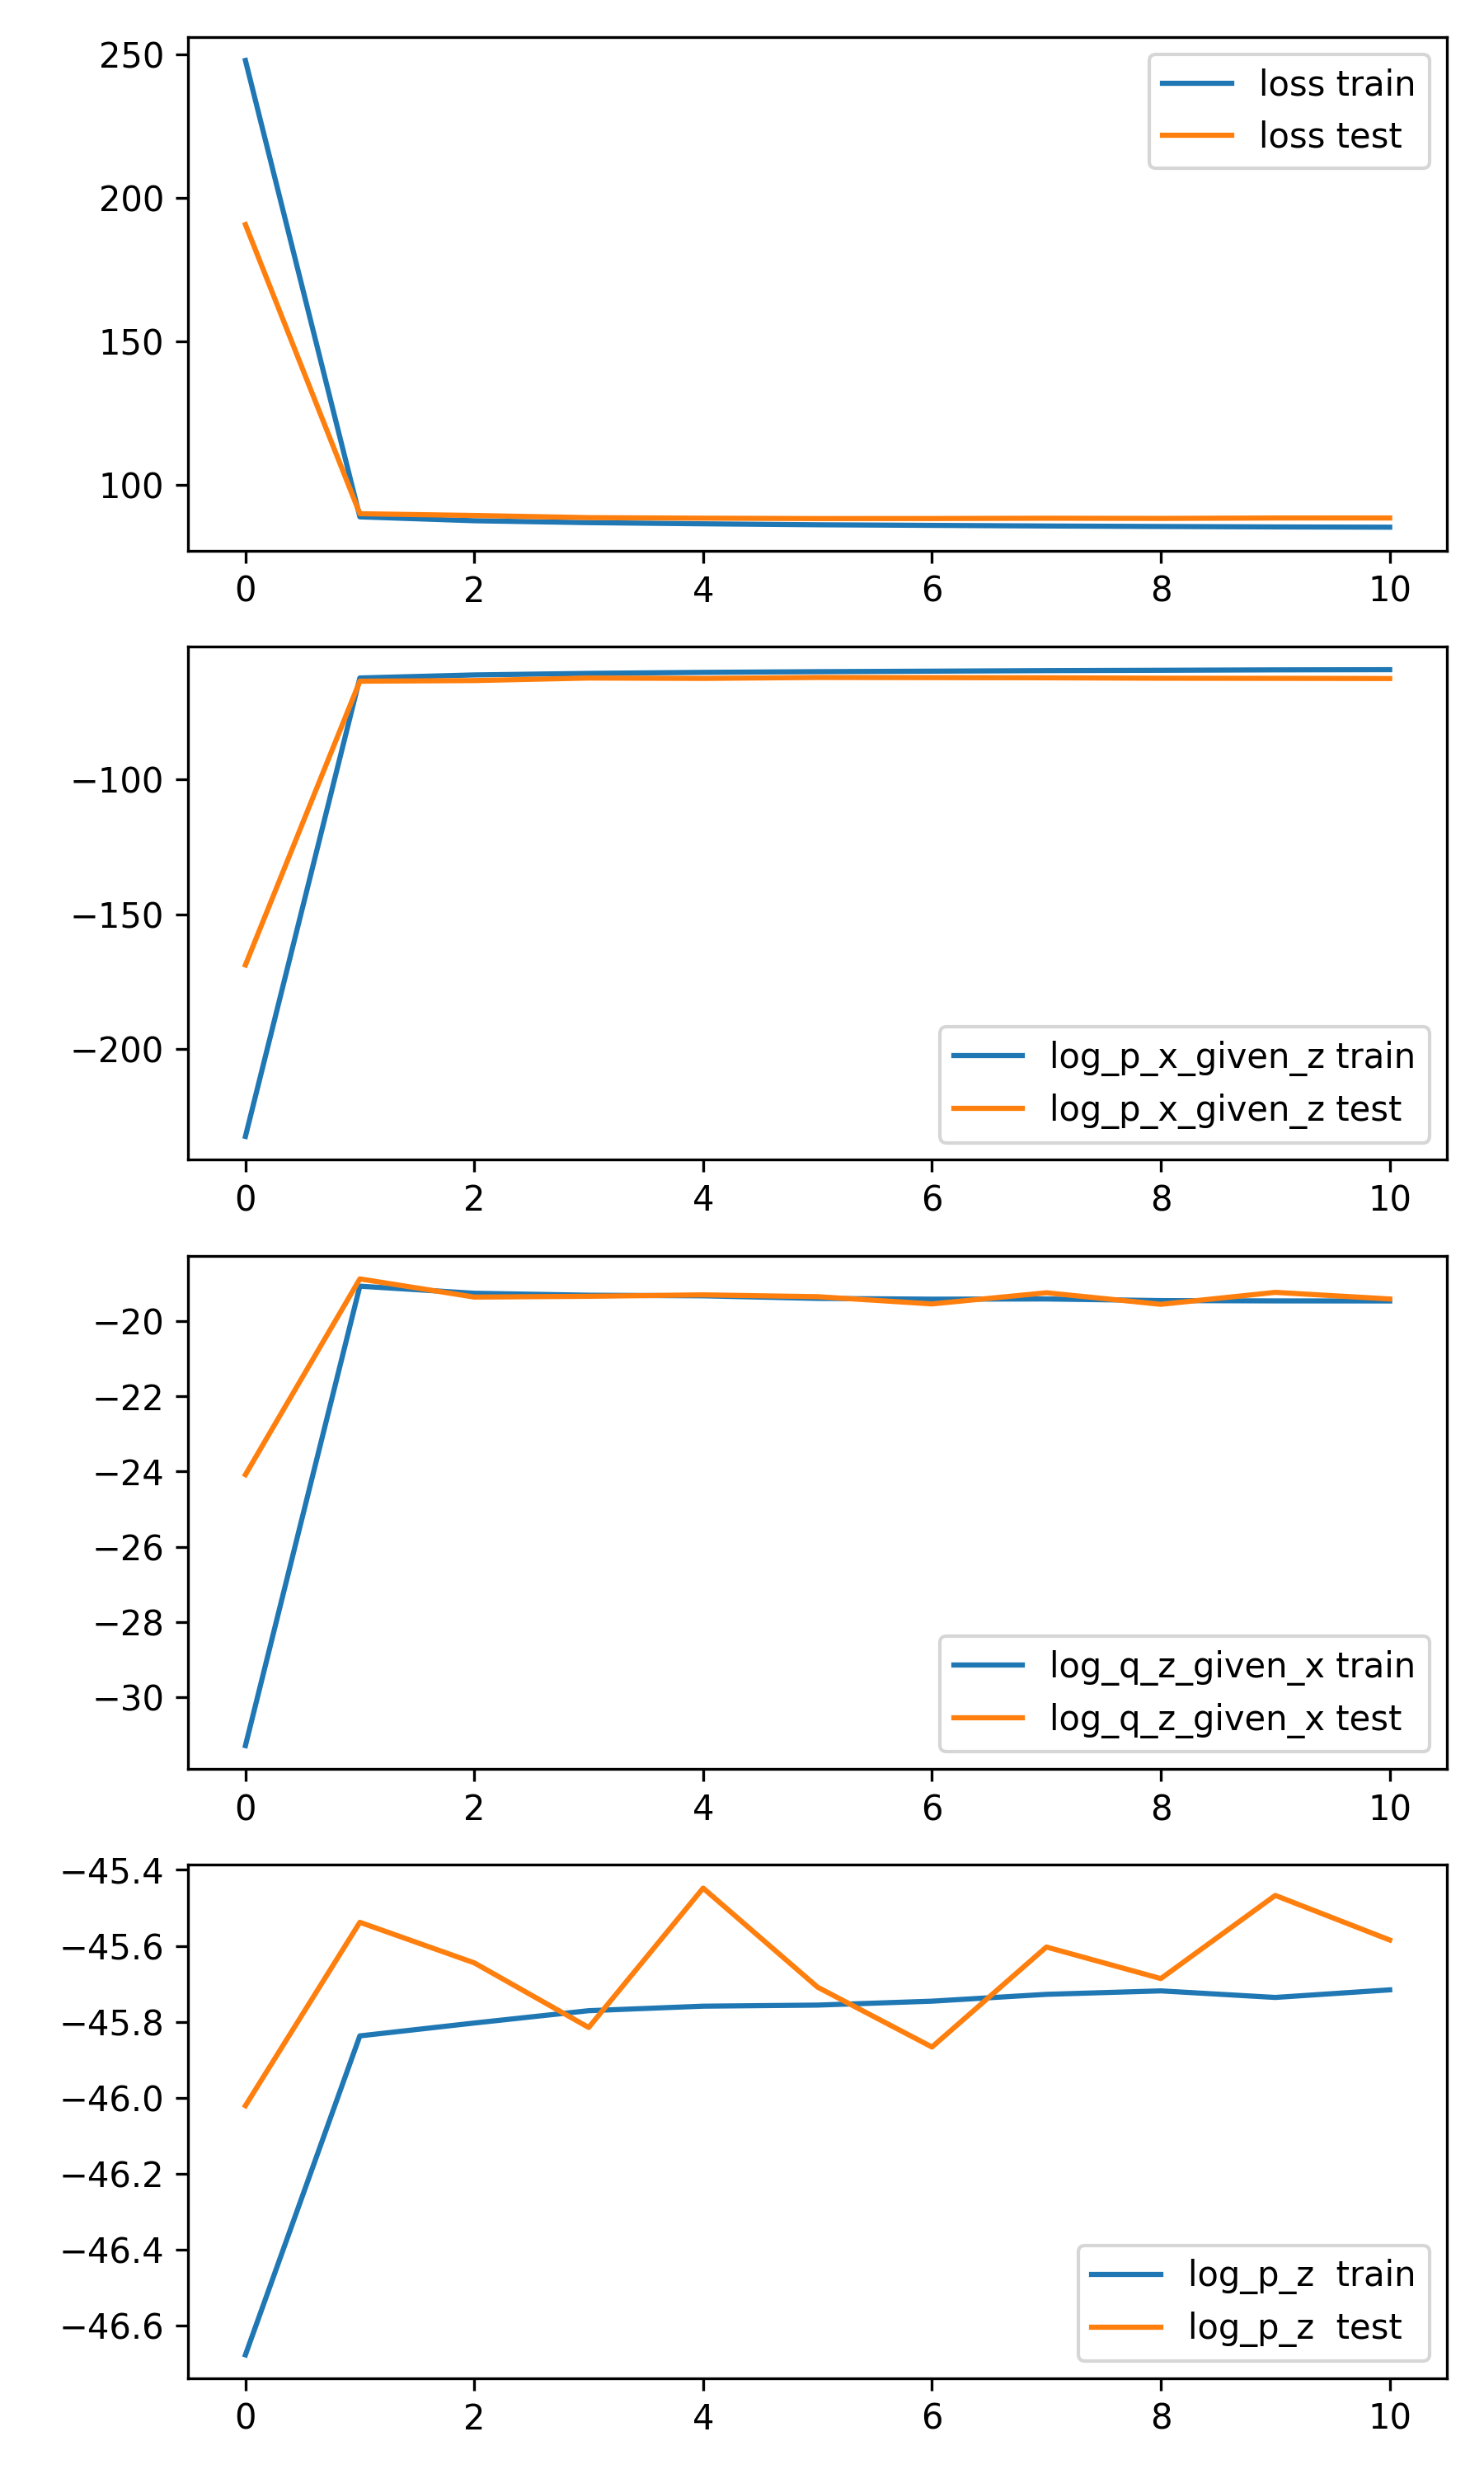 250
200
150
100
loss train
loss test
0 2 4 6 8 10
−100
−150
−200
log_p_x_given_z train
log_p_x_given_z test
0 2 4 6 8 10
−20
−22
−24
−26
−28
−30
log_q_z_given_x train
log_q_z_given_x test
0 2 4 6 8 10
−45.4
−45.6
−45.8
−46.0
−46.2
−46.4
−46.6
log_p_z train
log_p_z test
0 2 4 6 8 10